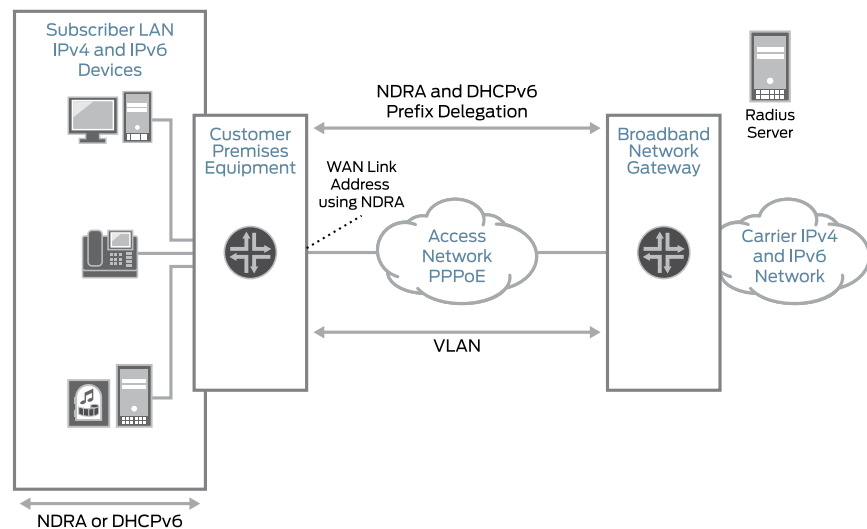 Subscriber LAN
IPv4 and IPv6
Devices
Customer
Premises
Equipment
NDRA and DHCPv6
Prefix Delegation
WAN Link
Address
using NDRA
Access
Network
PPPoE
VLAN
Broadband
Network
Gateway
Radius
Server
Carrier IPv4
and IPv6
Network
NDRA or DHCPv6